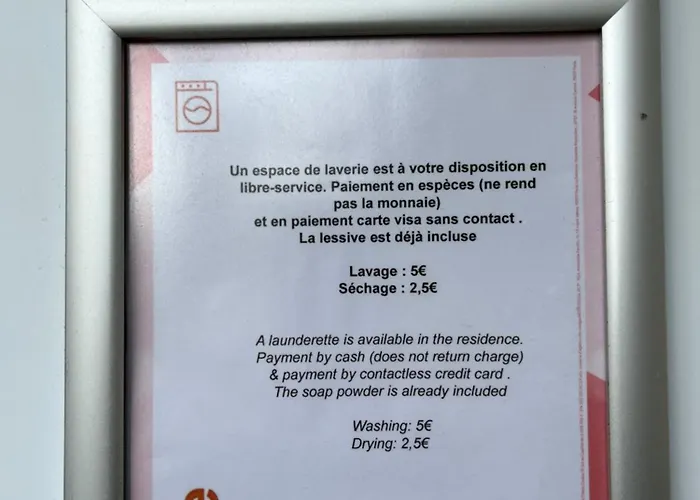 Un espace de laverie est à votre disposition en
libre-service. Paiement en espèces (ne rend
pas la monnaie)
et en paiement carte visa sans contact .
La lessive est déjà incluse
Lavage : 5€
Séchage : 2,5€
A launderette is available in the residence.
Payment by cash (does not return charge)
& payment by contactless credit card .
The soap powder is already included
Washing: 5€
Drying: 2,5€